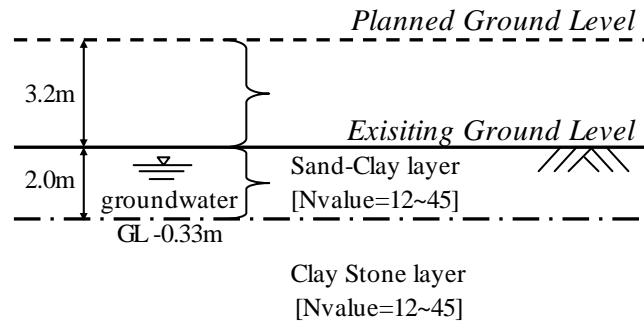 Planned Ground Level
3.2m
Exisiting Ground Level
2.0m
Sand-Clay layer
groundwater
[Nvalue=12~45]
GL -0.33m
Clay Stone layer
[Nvalue=12~45]